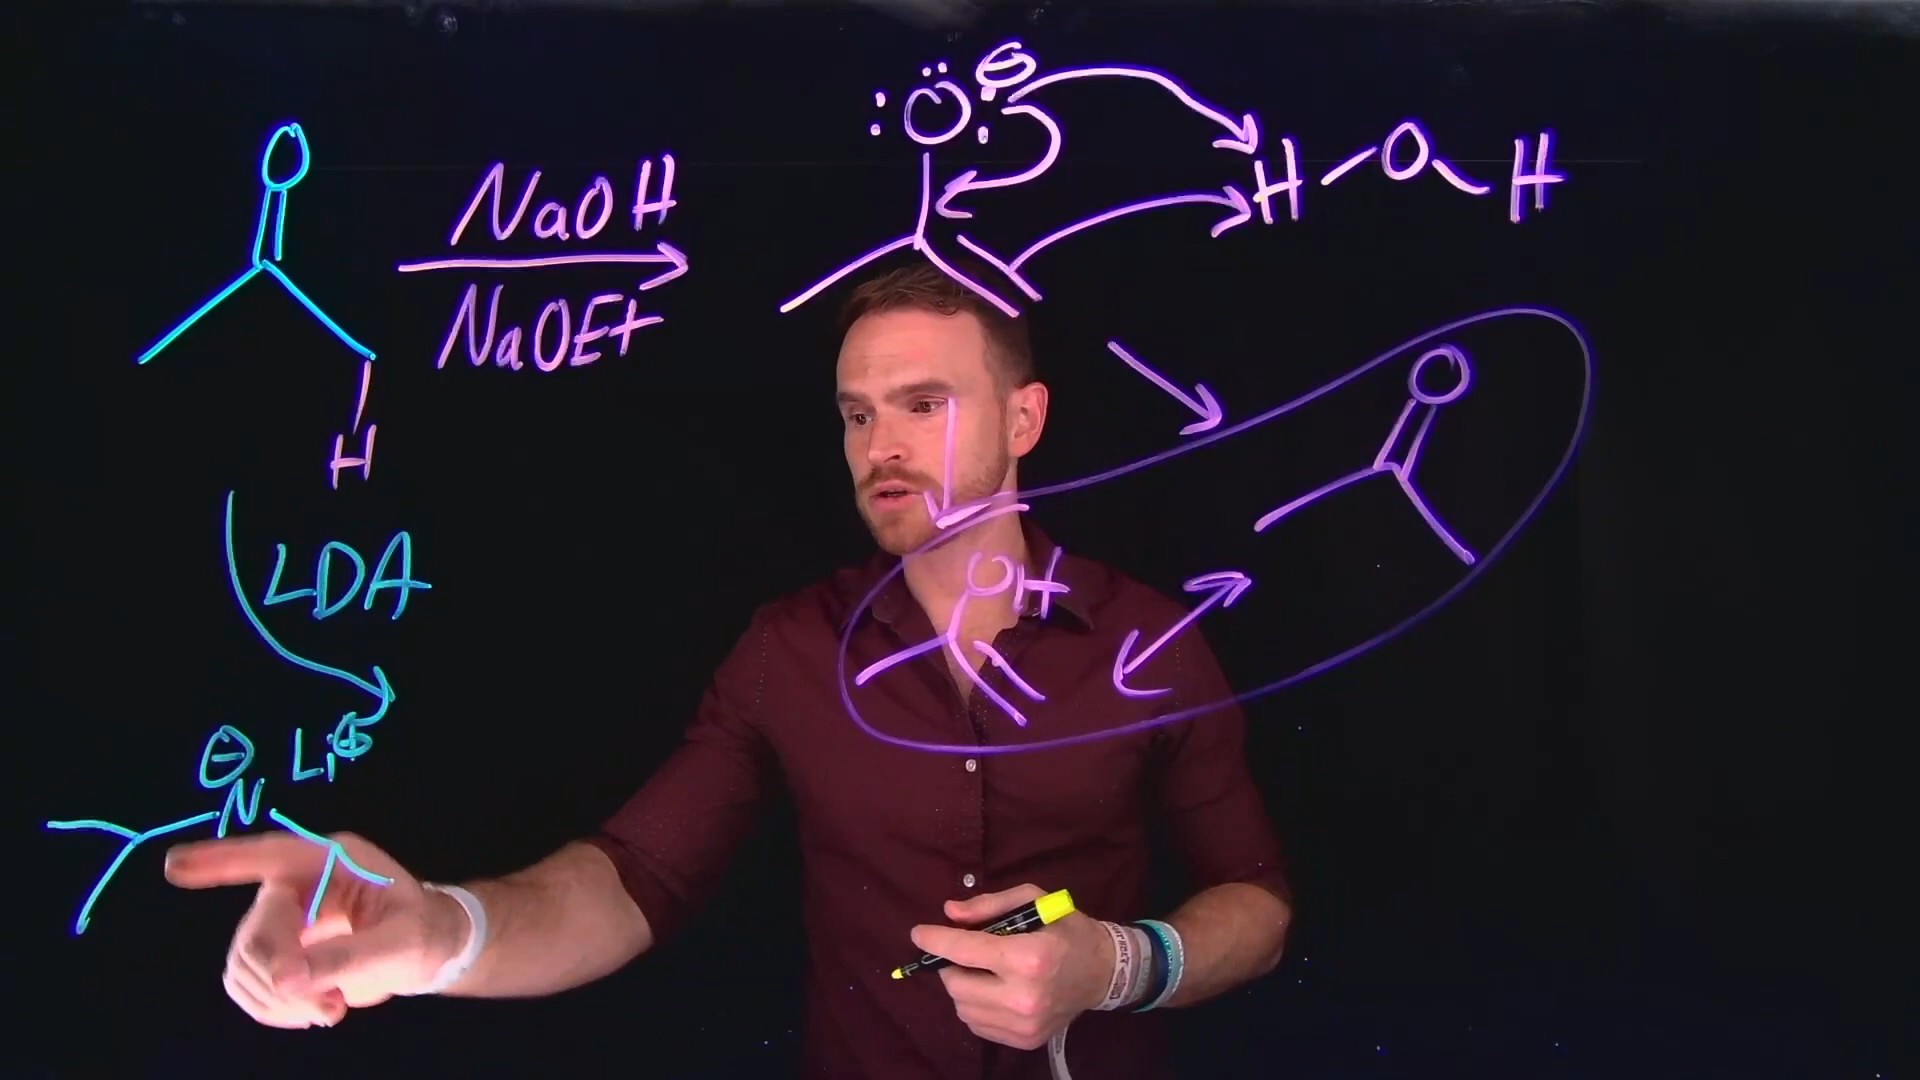 O
NaOH
NaOEt
H
:Ö: ⊖
H-O-H
O
OH
LDA
⊖ Li⊕
N